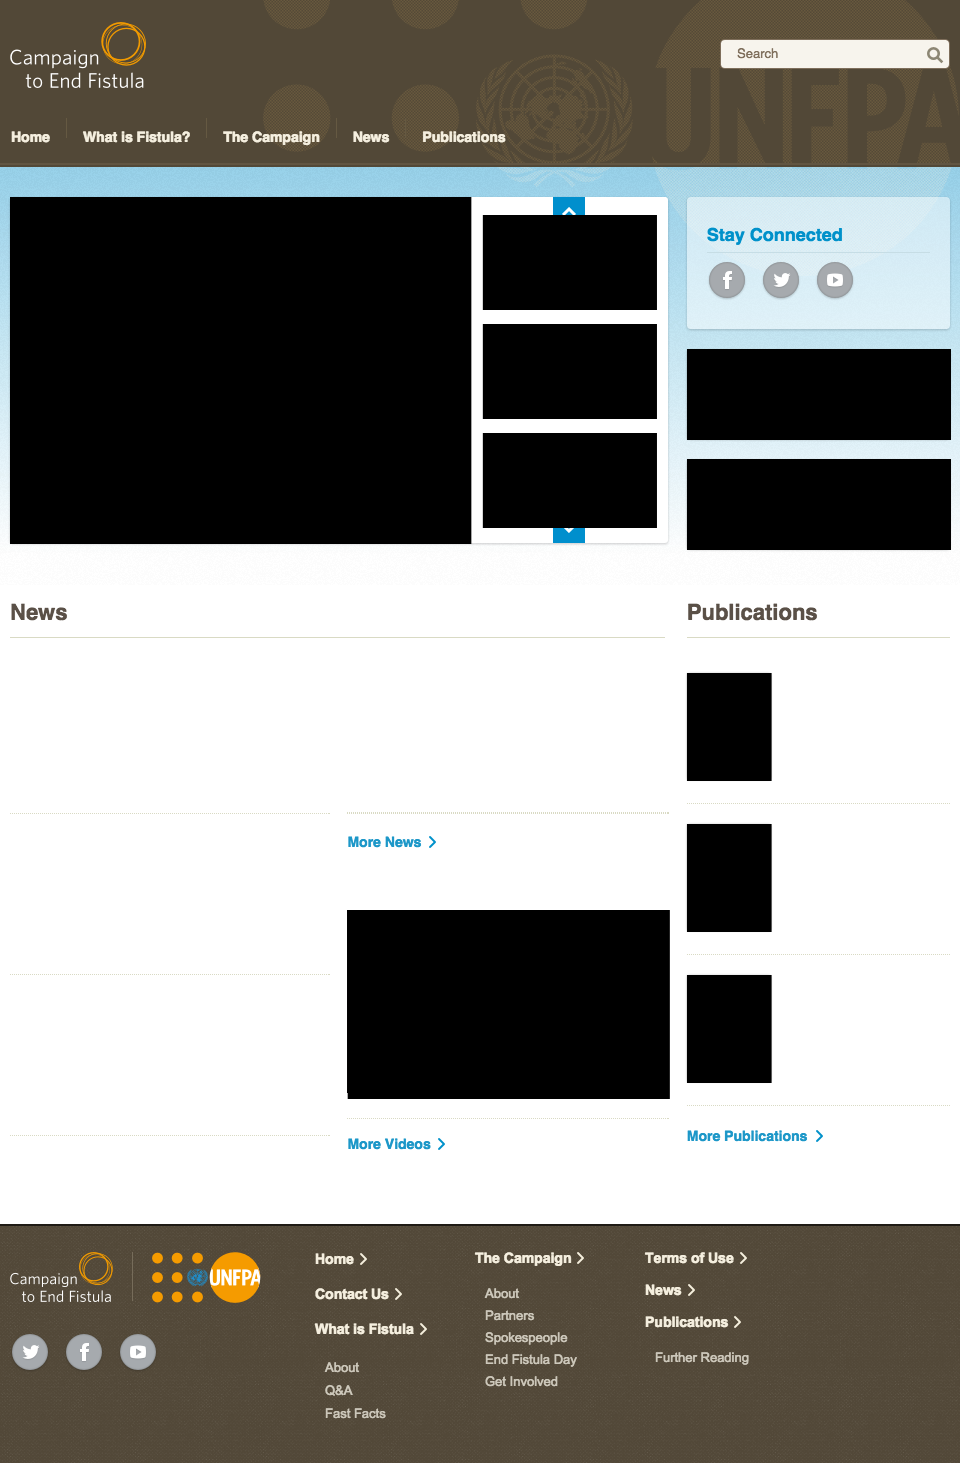 Campaign
to End Fistula
Search
UNFPA
Home
What is Fistula?
The Campaign
News
Publications
Stay Connected
News
Publications
More News
More Videos
More Publications
Campaign
to End Fistula
UNFPA
Home
Contact Us
What is Fistula
About
Q&A
Fast Facts
The Campaign
About
Partners
Spokespeople
End Fistula Day
Get Involved
Terms of Use
News
Publications
Further Reading